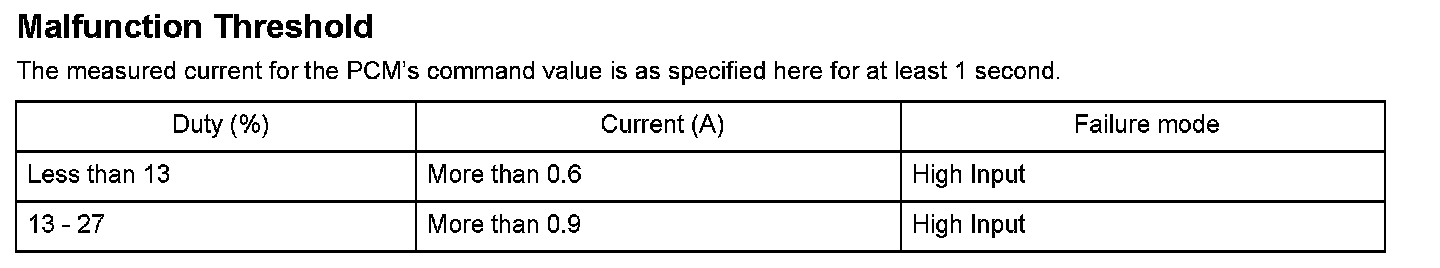 Malfunction Threshold
The measured current for the PCM's command value is as specified here for at least 1 second.
Duty (%) Current (A) Failure mode
Less than 13 More than 0.6 High Input
13 - 27 More than 0.9 High Input